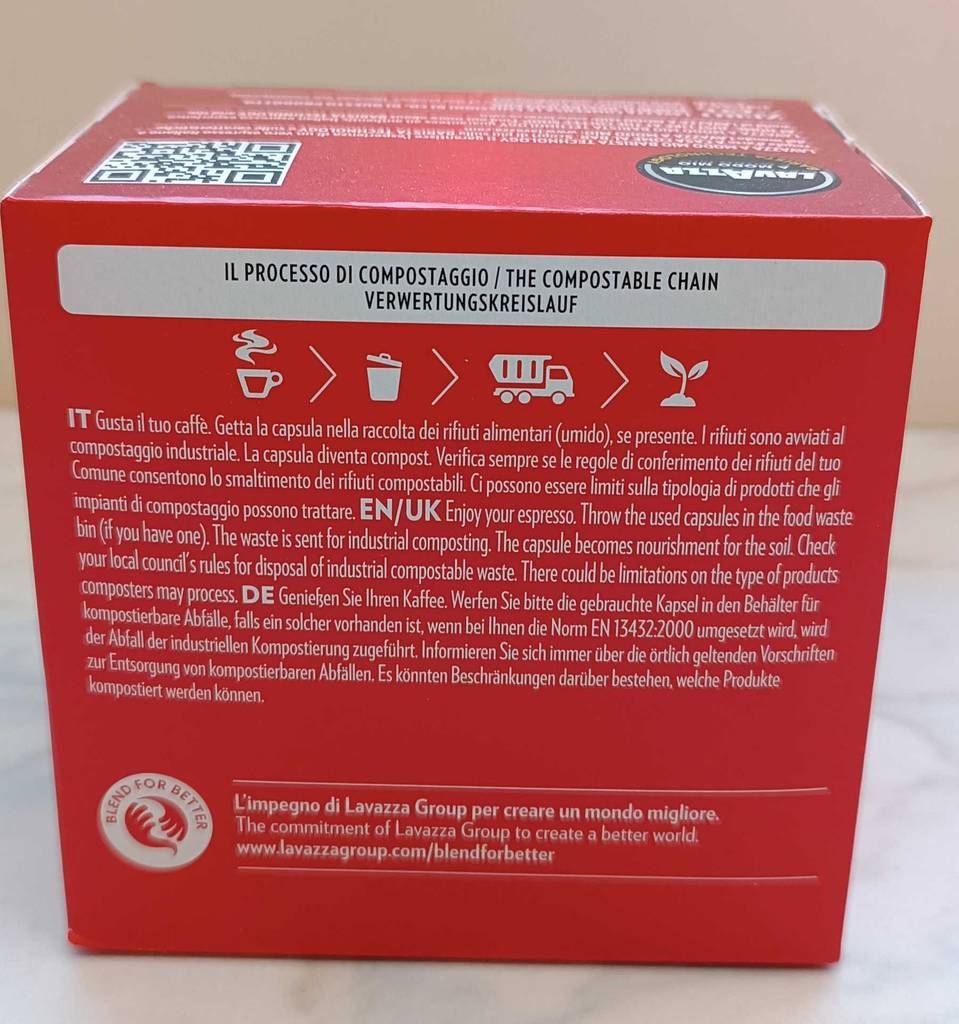 LAVAZZA
A MODO MIO
IL PROCESSO DI COMPOSTAGGIO / THE COMPOSTABLE CHAIN
VERWERTUNGSKREISLAUF
IT Gusta il tuo caffè. Getta la capsula nella raccolta dei rifiuti alimentari (umido), se presente. I rifiuti sono avviati al
compostaggio industriale. La capsula diventa compost. Verifica sempre se le regole di conferimento dei rifiuti del tuo
Comune consentono lo smaltimento dei rifiuti compostabili. Ci possono essere limiti sulla tipologia di prodotti che gli
impianti di compostaggio possono trattare. EN/UK Enjoy your espresso. Throw the used capsules in the food waste
bin (if you have one). The waste is sent for industrial composting. The capsule becomes nourishment for the soil. Check
your local council's rules for disposal of industrial compostable waste. There could be limitations on the type of products
composters may process. DE Genießen Sie Ihren Kaffee. Werfen Sie bitte die gebrauchte Kapsel in den Behälter für
kompostierbare Abfälle, falls ein solcher vorhanden ist, wenn bei Ihnen die Norm EN 13432:2000 umgesetzt wird, wird
der Abfall der industriellen Kompostierung zugeführt. Informieren Sie sich immer über die örtlich geltenden Vorschriften
zur Entsorgung von kompostierbaren Abfällen. Es könnten Beschränkungen darüber bestehen, welche Produkte
kompostiert werden können.
BLEND FOR BETTER
L'impegno di Lavazza Group per creare un mondo migliore.
The commitment of Lavazza Group to create a better world.
www.lavazzagroup.com/blendforbetter